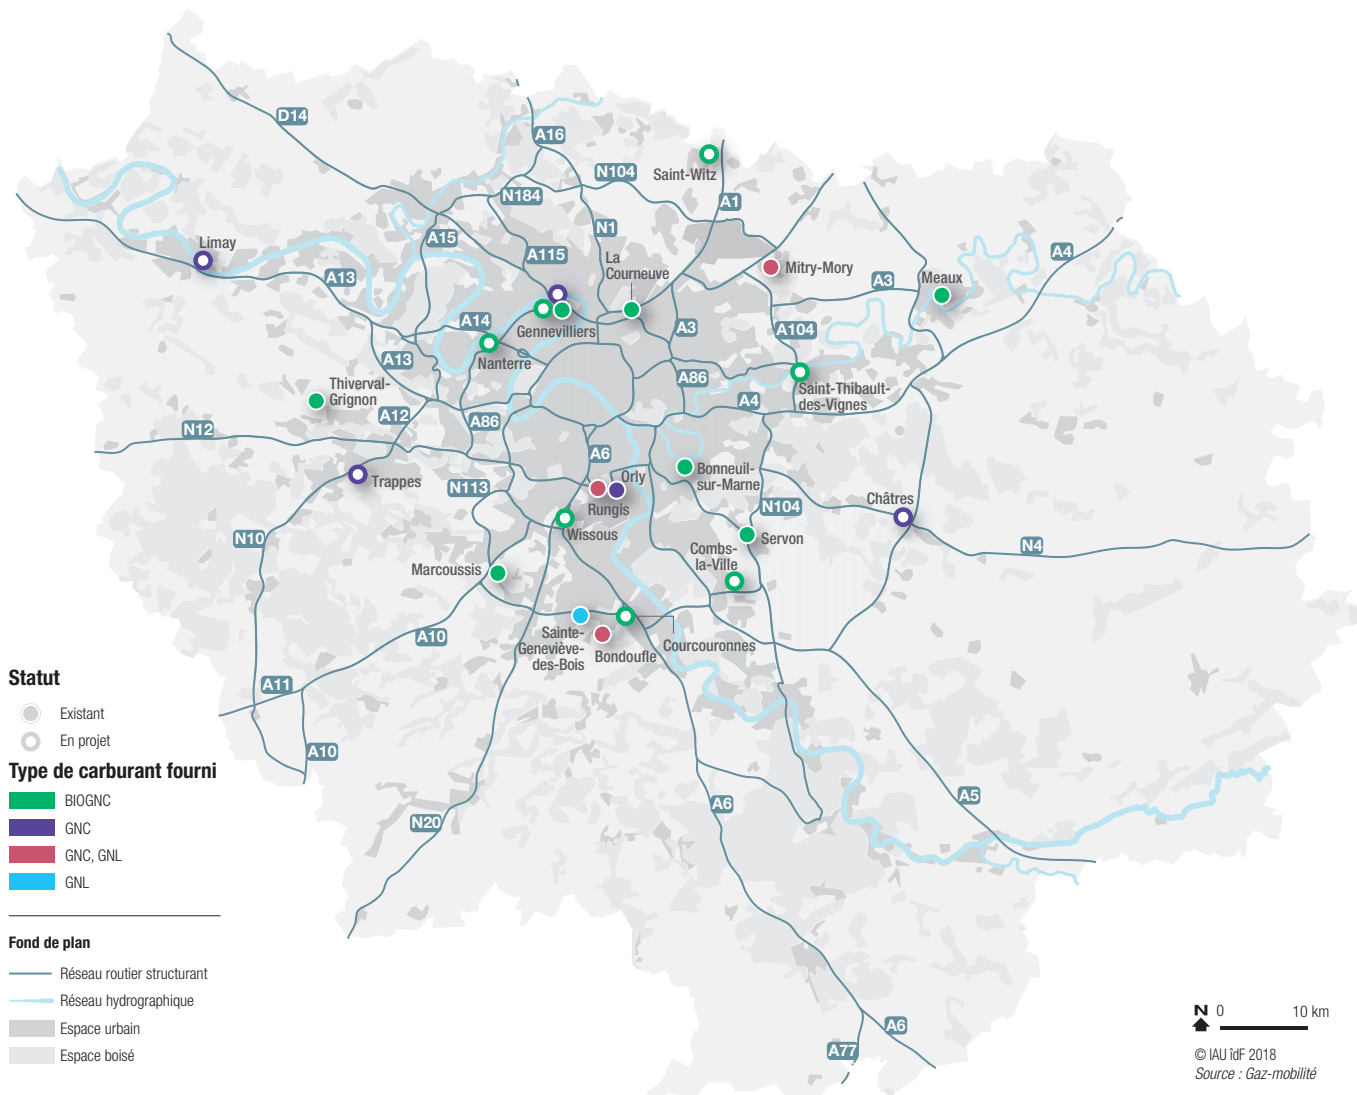 D14
A16
N104
Saint-Witz
N184
A1
N1
A15
Limay
A115
La
Courneuve
Mitry-Mory
A4
A13
A3
Meaux
A14
Gennevilliers
A3
A104
A13
Nanterre
A86
Thiverval-
Grignon
Saint-Thibault-
des-Vignes
A12
A4
A86
N12
A6
Orly
Bonneuil-
sur-Marne
Trappes
N113
Rungis
N104
Châtres
Wissous
N10
Servon
N4
Combs-
la-Ville
Marcoussis
A10
Sainte-
Geneviève-
des-Bois
Bondoufle
Courcouronnes
A11
A10
A6
A5
N20
A6
A77
Statut
Existant
En projet
Type de carburant fourni
BIOGNC
GNC
GNC, GNL
GNL
Fond de plan
Réseau routier structurant
Réseau hydrographique
Espace urbain
Espace boisé
N 0 10 km
© IAU îdF 2018
Source : Gaz-mobilité